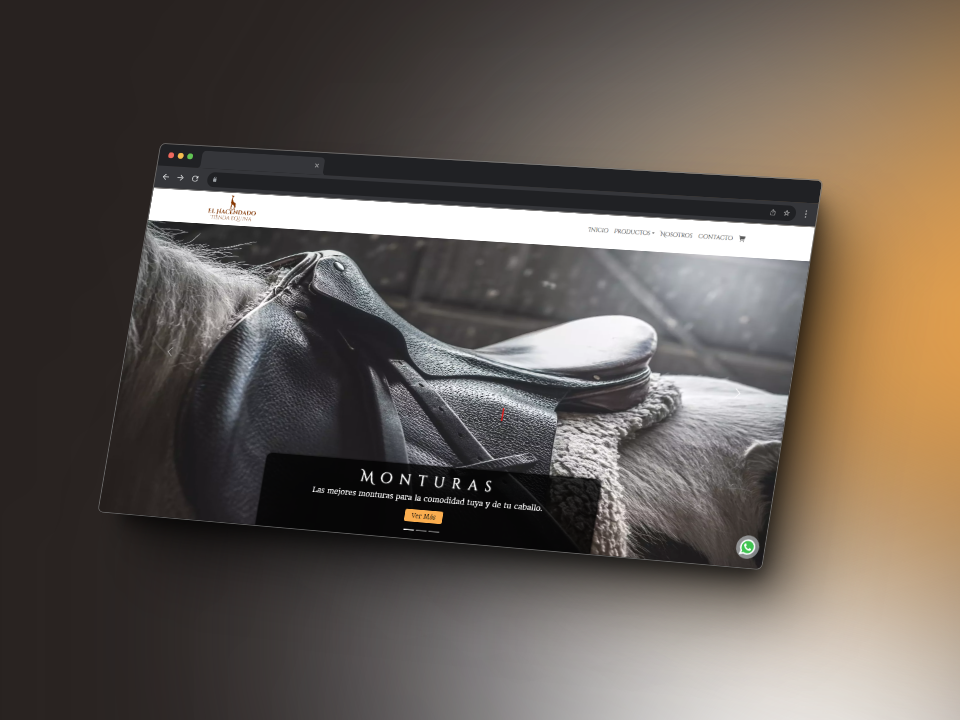 El Hacendado
Tienda Equina
Inicio Productos Nosotros Contacto
Monturas
Las mejores monturas para la comodidad tuya y de tu caballo.
Ver Más